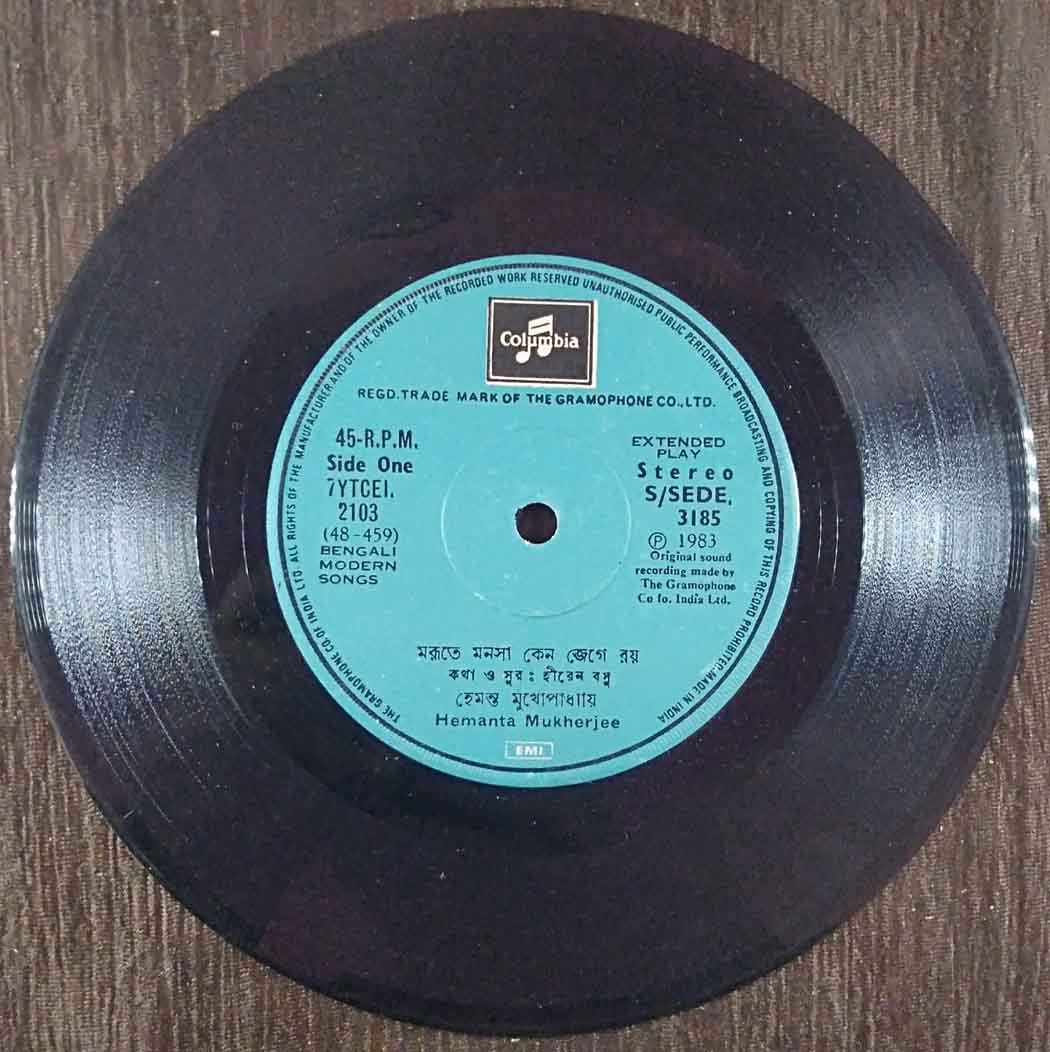 THE GRAMOPHONE CO. OF INDIA LTD. ALL RIGHTS OF THE MANUFACTURER AND OF THE OWNER OF THE RECORDED WORK RESERVED UNAUTHORISED PUBLIC PERFORMANCE BROADCASTING AND COPYING OF THIS RECORD PROHIBITED. MADE IN INDIA
Columbia
REGD. TRADE MARK OF THE GRAMOPHONE CO., LTD.
45-R.P.M.
Side One
7YTCEI.
2103
(48-459)
BENGALI
MODERN
SONGS
EXTENDED
PLAY
Stereo
S/SEDE.
3185
Ⓟ 1983
Original sound
recording made by
The Gramophone
Co fo. India Ltd.
মরূতে মনসা কেন জেগে রয়
কথা ও সুর: হীরেন বসু
হেমন্ত মুখোপাধ্যায়
Hemanta Mukherjee
EMI